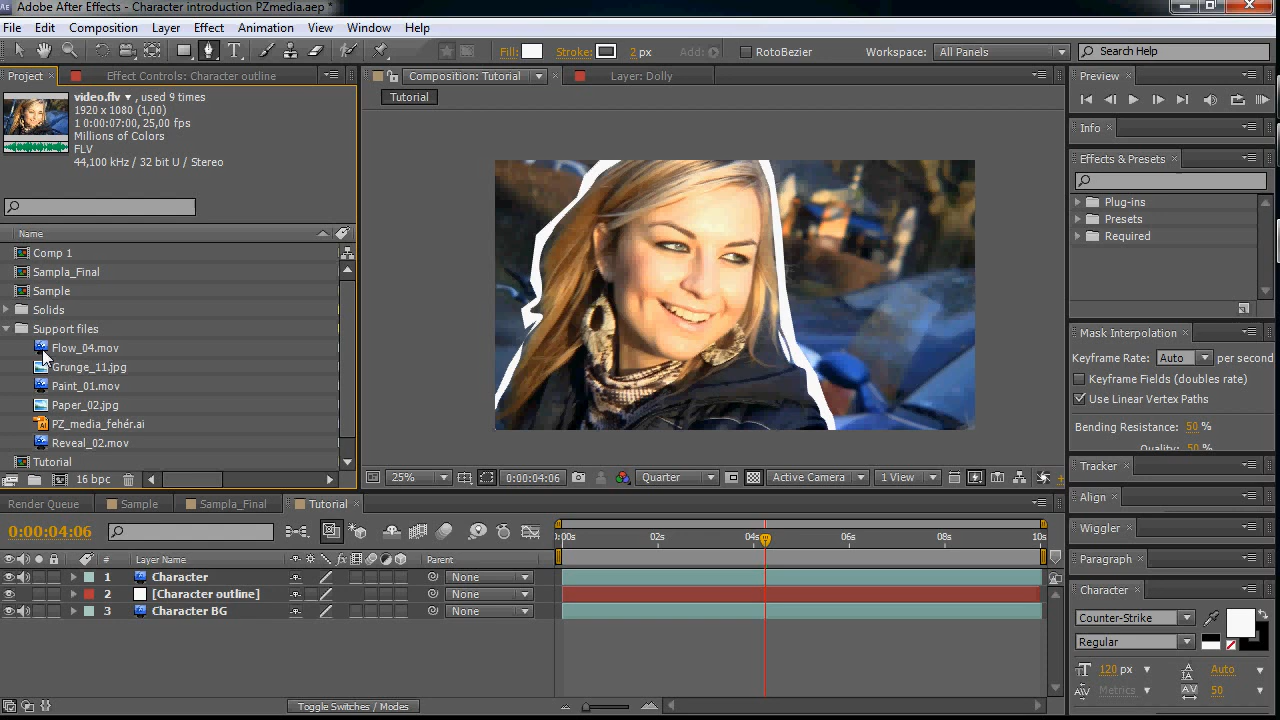 Adobe After Effects - Character introduction PZmedia.aep *
File Edit Composition Layer Effect Animation View Window Help
Fill: Stroke: 2 px Add: RotoBezier Workspace: All Panels Search Help
Project Effect Controls: Character outline
video.flv ▾ , used 9 times
1920 x 1080 (1,00)
1 0:00:07:00, 25,00 fps
Millions of Colors
FLV
44,100 kHz / 32 bit U / Stereo
Name
Comp 1
Sampla_Final
Sample
Solids
Support files
Flow_04.mov
Grunge_11.jpg
Paint_01.mov
Paper_02.jpg
PZ_media_fehér.ai
Reveal_02.mov
Tutorial
16 bpc
Composition: Tutorial Layer: Dolly
Tutorial
25% 0:00:04:06 Quarter Active Camera 1 View
Preview
Info
Effects & Presets
Plug-ins
Presets
Required
Mask Interpolation
Keyframe Rate: Auto per second
Keyframe Fields (doubles rate)
Use Linear Vertex Paths
Bending Resistance: 50 %
Quality: 50 %
Tracker
Align
Wiggler
Paragraph
Character
Counter-Strike
Regular
120 px Auto
Metrics 50
Render Queue Sample Sampla_Final Tutorial
0:00:04:06
# Layer Name fx Parent
1 Character None
2 [Character outline] None
3 Character BG None
0:00s 02s 04s 06s 08s 10s
Toggle Switches / Modes